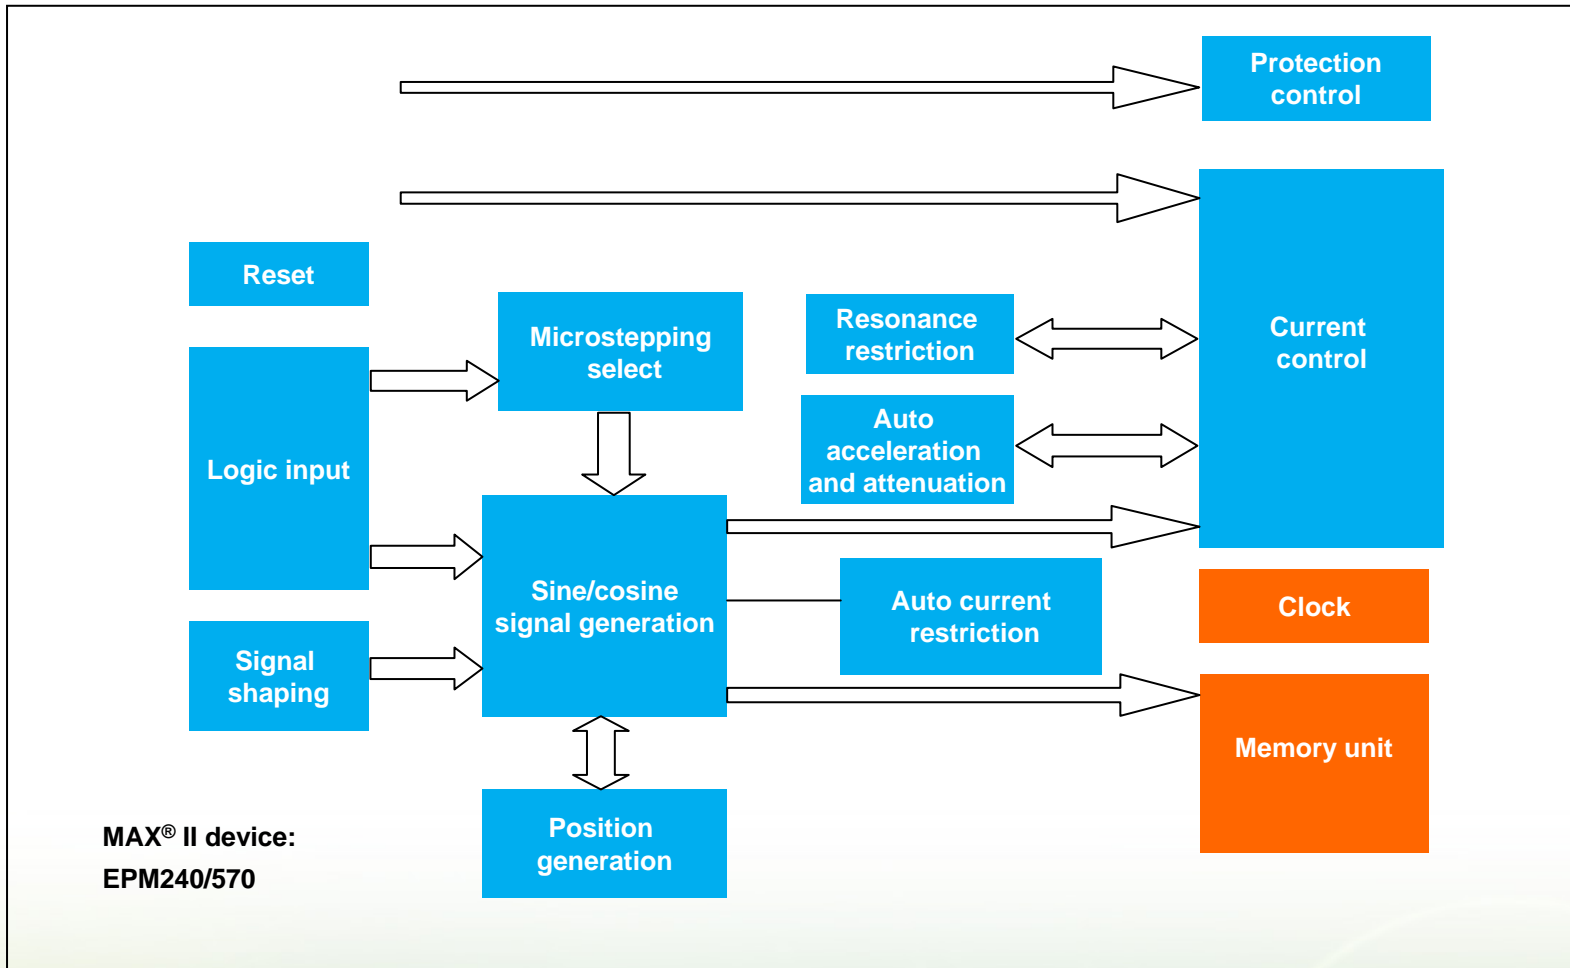 Protection
control
Reset
Microstepping
select
Resonance
restriction
Current
control
Logic input
Auto
acceleration
and attenuation
Sine/cosine
signal generation
Auto current
restriction
Clock
Signal
shaping
Memory unit
Position
generation
MAX® II device:
EPM240/570